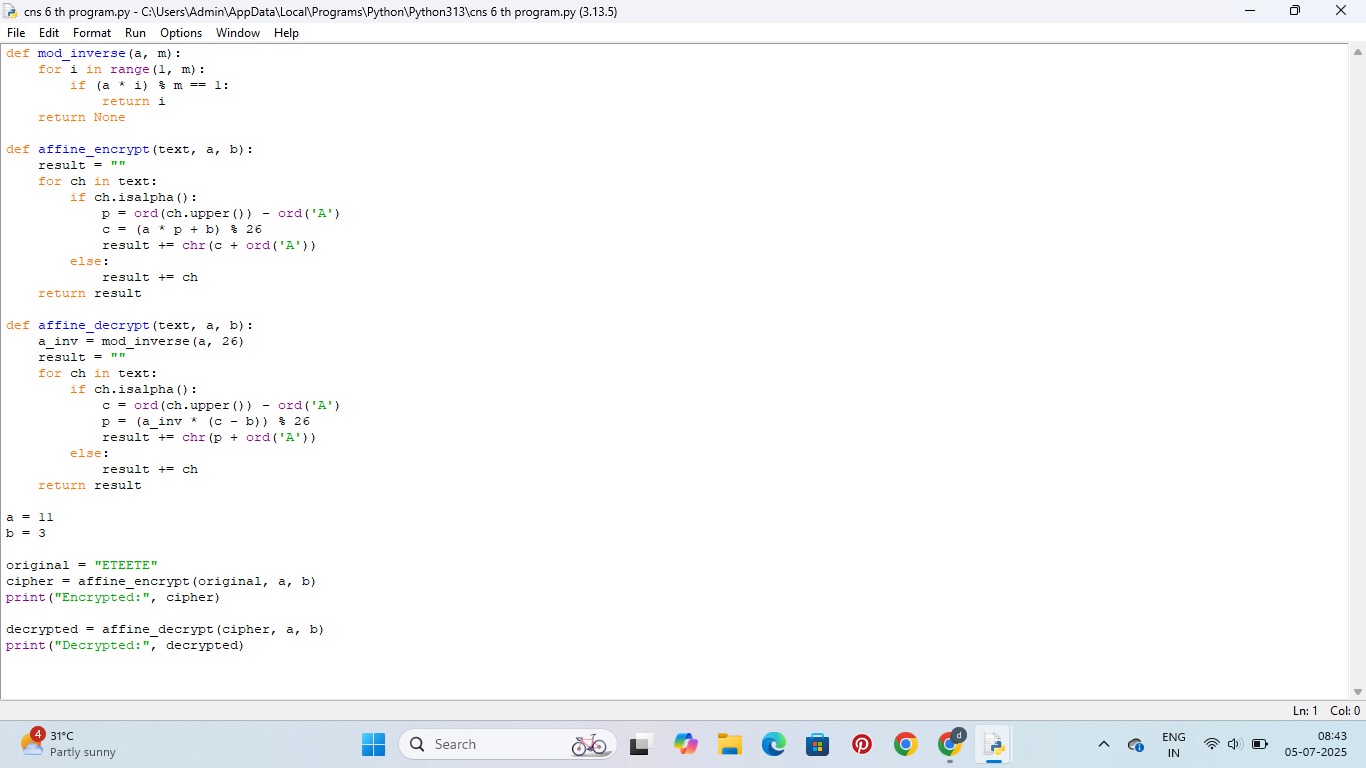 cns 6 th program.py - C:\Users\Admin\AppData\Local\Programs\Python\Python313\cns 6 th program.py (3.13.5)
File Edit Format Run Options Window Help
def mod_inverse(a, m):
    for i in range(1, m):
        if (a * i) % m == 1:
            return i
    return None

def affine_encrypt(text, a, b):
    result = ""
    for ch in text:
        if ch.isalpha():
            p = ord(ch.upper()) - ord('A')
            c = (a * p + b) % 26
            result += chr(c + ord('A'))
        else:
            result += ch
    return result

def affine_decrypt(text, a, b):
    a_inv = mod_inverse(a, 26)
    result = ""
    for ch in text:
        if ch.isalpha():
            c = ord(ch.upper()) - ord('A')
            p = (a_inv * (c - b)) % 26
            result += chr(p + ord('A'))
        else:
            result += ch
    return result

a = 11
b = 3

original = "ETEETE"
cipher = affine_encrypt(original, a, b)
print("Encrypted:", cipher)

decrypted = affine_decrypt(cipher, a, b)
print("Decrypted:", decrypted)
Ln: 1 Col: 0
4
31°C
Partly sunny
Search
d
ENG
IN
08:43
05-07-2025